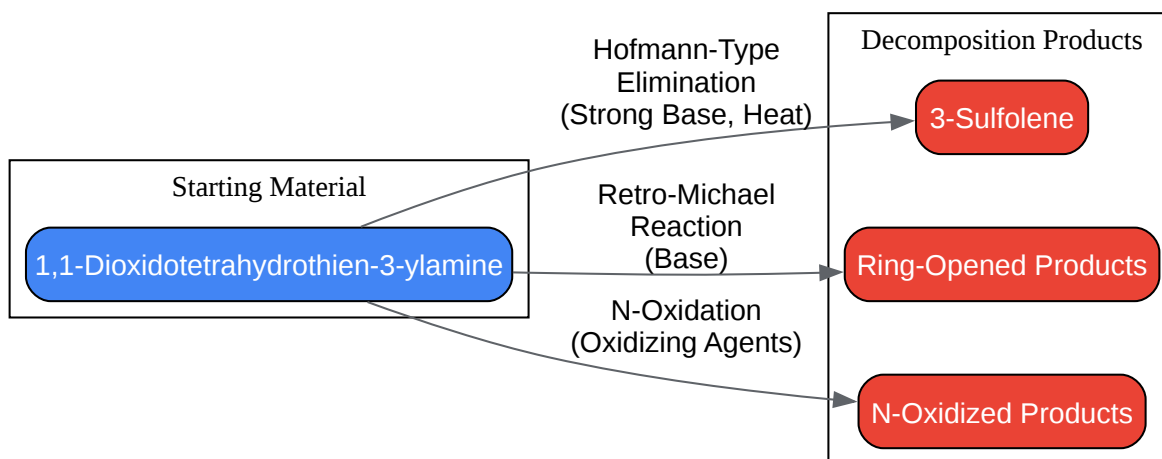 Decomposition Products
Hofmann-Type
Elimination
(Strong Base, Heat)
3-Sulfolene
Starting Material
1,1-Dioxidotetrahydrothien-3-ylamine
Retro-Michael
Reaction
(Base)
Ring-Opened Products
N-Oxidation
(Oxidizing Agents)
N-Oxidized Products